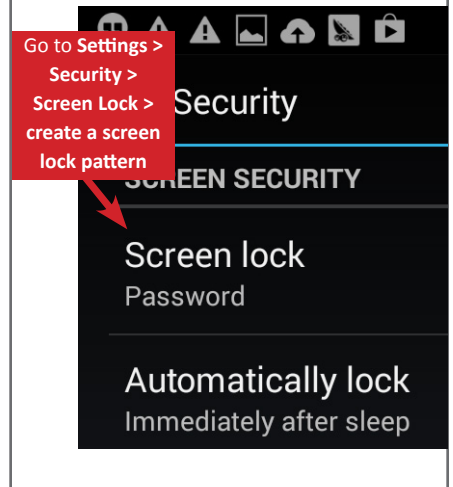 Go to Settings >
Security >
Screen Lock >
create a screen
lock pattern
Security
SCREEN SECURITY
Screen lock
Password
Automatically lock
Immediately after sleep